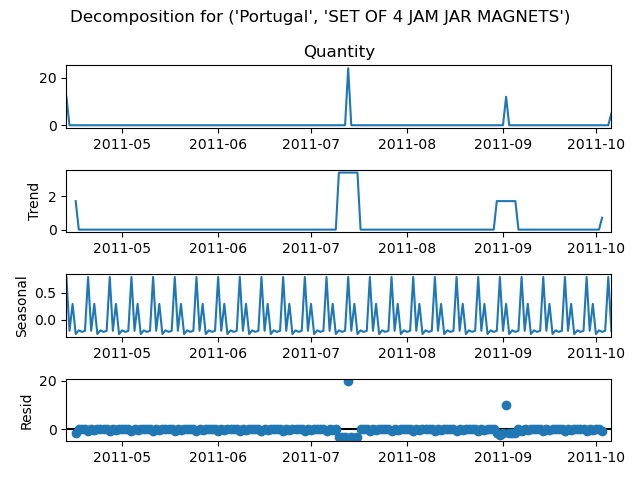 Decomposition for ('Portugal', 'SET OF 4 JAM JAR MAGNETS')
Quantity
20
0
2011-05 2011-06 2011-07 2011-08 2011-09 2011-10
Trend
2
0
2011-05 2011-06 2011-07 2011-08 2011-09 2011-10
Seasonal
0.5
0.0
2011-05 2011-06 2011-07 2011-08 2011-09 2011-10
Resid
20
0
2011-05 2011-06 2011-07 2011-08 2011-09 2011-10